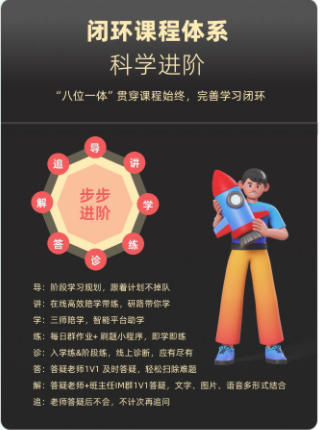 闭环课程体系
科学进阶
“八位一体”贯穿课程始终，完善学习闭环
导
追
讲
解
步步
进阶
学
答
练
诊
导：阶段学习规划，跟着计划不掉队
讲：在线高效陪学带练，研路带你学
学：三师陪学，智能平台助学
练：每日群作业+ 刷题小程序，即学即练
诊：入学练&阶段练，线上诊断，应有尽有
答：答疑老师1V1 及时答疑，轻松扫除难题
解：答疑老师+班主任IM群1V1答疑，文字、图片、语音多形式结合
追：老师答疑后不会，不计次再追问